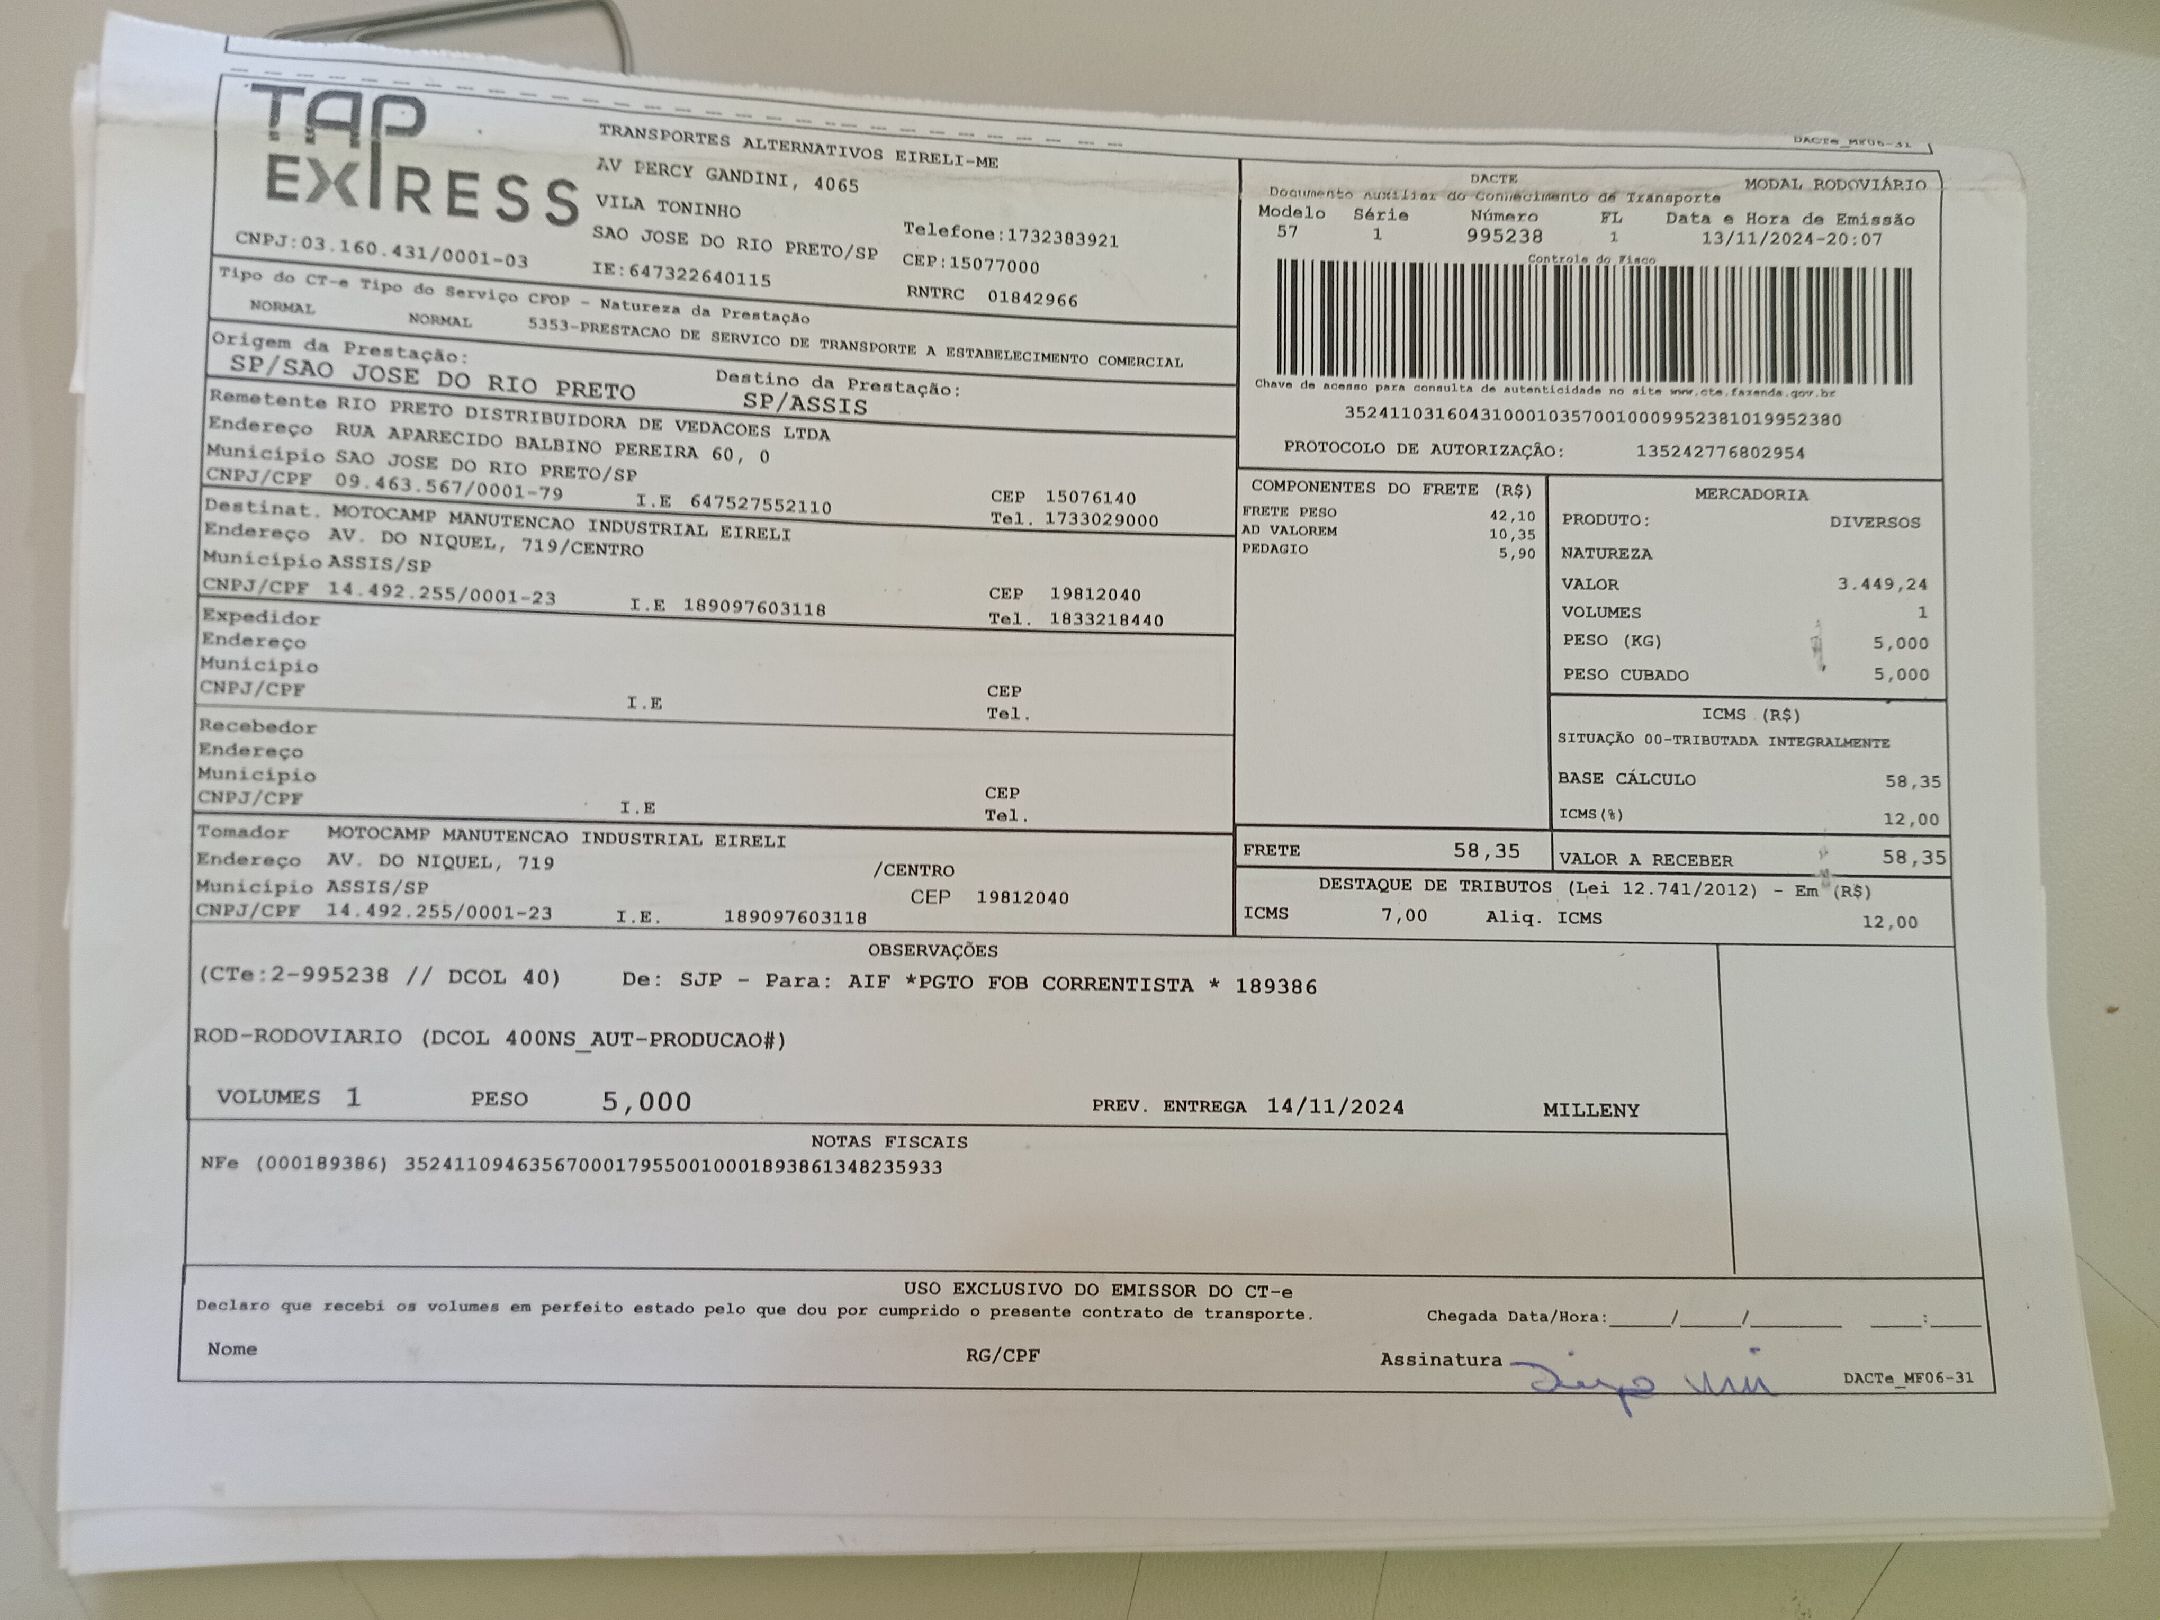 DACTe_MF06-31
TAP
EXPRESS
TRANSPORTES ALTERNATIVOS EIRELI-ME
AV PERCY GANDINI, 4065
VILA TONINHO
SAO JOSE DO RIO PRETO/SP
IE:647322640115
Telefone:1732383921
CEP:15077000
RNTRC 01842966
CNPJ:03.160.431/0001-03
Tipo do CT-e Tipo do Serviço CFOP - Natureza da Prestação
NORMAL NORMAL 5353-PRESTACAO DE SERVICO DE TRANSPORTE A ESTABELECIMENTO COMERCIAL
Origem da Prestação: Destino da Prestação:
SP/SAO JOSE DO RIO PRETO SP/ASSIS
Remetente RIO PRETO DISTRIBUIDORA DE VEDACOES LTDA
Endereço RUA APARECIDO BALBINO PEREIRA 60, 0
Município SAO JOSE DO RIO PRETO/SP CEP 15076140
CNPJ/CPF 09.463.567/0001-79 I.E 647527552110 Tel. 1733029000
Destinat. MOTOCAMP MANUTENCAO INDUSTRIAL EIRELI
Endereço AV. DO NIQUEL, 719/CENTRO
Município ASSIS/SP CEP 19812040
CNPJ/CPF 14.492.255/0001-23 I.E 189097603118 Tel. 1833218440
Expedidor
Endereço
Município CEP
CNPJ/CPF I.E Tel.
Recebedor
Endereço
Município CEP
CNPJ/CPF I.E Tel.
Tomador MOTOCAMP MANUTENCAO INDUSTRIAL EIRELI
Endereço AV. DO NIQUEL, 719 /CENTRO
Município ASSIS/SP CEP 19812040
CNPJ/CPF 14.492.255/0001-23 I.E. 189097603118
DACTE MODAL RODOVIÁRIO
Documento Auxiliar do Conhecimento de Transporte
Modelo Série Número FL Data e Hora de Emissão
57 1 995238 1 13/11/2024-20:07
Controle do Fisco
Chave de acesso para consulta de autenticidade no site www.cte.fazenda.gov.br
35241103160431000103570010009952381019952380
PROTOCOLO DE AUTORIZAÇÃO: 135242776802954
COMPONENTES DO FRETE (R$)
FRETE PESO 42,10
AD VALOREM 10,35
PEDAGIO 5,90
MERCADORIA
PRODUTO: DIVERSOS
NATUREZA
VALOR 3.449,24
VOLUMES 1
PESO (KG) 5,000
PESO CUBADO 5,000
ICMS (R$)
SITUAÇÃO 00-TRIBUTADA INTEGRALMENTE
BASE CÁLCULO 58,35
ICMS(%) 12,00
FRETE 58,35 VALOR A RECEBER 58,35
DESTAQUE DE TRIBUTOS (Lei 12.741/2012) - Em (R$)
ICMS 7,00 Aliq. ICMS 12,00
OBSERVAÇÕES
(CTe:2-995238 // DCOL 40) De: SJP - Para: AIF *PGTO FOB CORRENTISTA * 189386
ROD-RODOVIARIO (DCOL 400NS_AUT-PRODUCAO#)
VOLUMES 1 PESO 5,000 PREV. ENTREGA 14/11/2024 MILLENY
NOTAS FISCAIS
NFe (000189386) 35241109463567000179550010001893861348235933
USO EXCLUSIVO DO EMISSOR DO CT-e
Declaro que recebi os volumes em perfeito estado pelo que dou por cumprido o presente contrato de transporte. Chegada Data/Hora:_____/_____/________ ____:____
Nome RG/CPF Assinatura DACTe_MF06-31